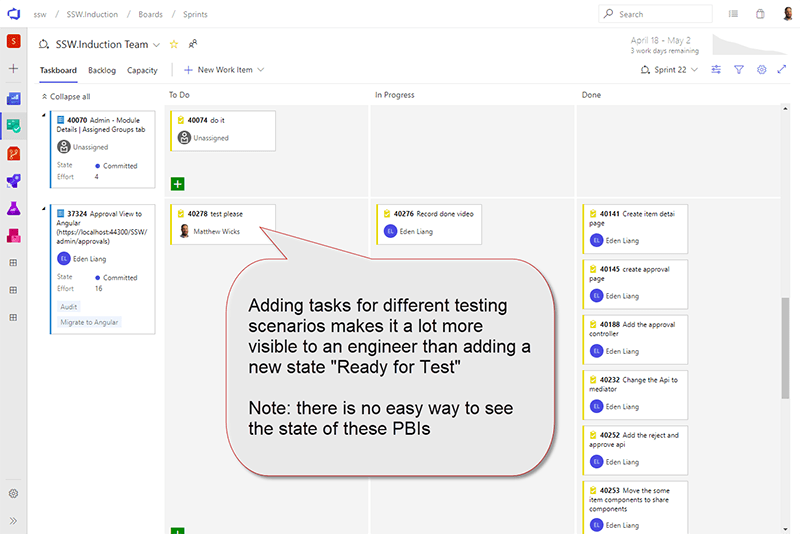 ssw / SSW.Induction / Boards / Sprints
Search
S
SSW.Induction Team
April 18 - May 2
3 work days remaining
Taskboard Backlog Capacity
New Work Item
Sprint 22
Collapse all
To Do
In Progress
Done
40070 Admin - Module
Details | Assigned Groups tab
Unassigned
State Committed
Effort 4
40074 do it
Unassigned
37324 Approval View to
Angular
(https://localhost:44300/SSW/
admin/approvals)
EL Eden Liang
State Committed
Effort 16
Audit
Migrate to Angular
40278 test please
Matthew Wicks
40276 Record done video
EL Eden Liang
40141 Create item detai
page
EL Eden Liang
40145 create approval
page
EL Eden Liang
40188 Add the approval
controller
EL Eden Liang
40232 Change the Api to
mediator
EL Eden Liang
40252 Add the reject and
approve api
EL Eden Liang
40253 Move the some
item components to share
components
EL Eden Liang
Adding tasks for different testing
scenarios makes it a lot more
visible to an engineer than adding a
new state "Ready for Test"
Note: there is no easy way to see
the state of these PBIs